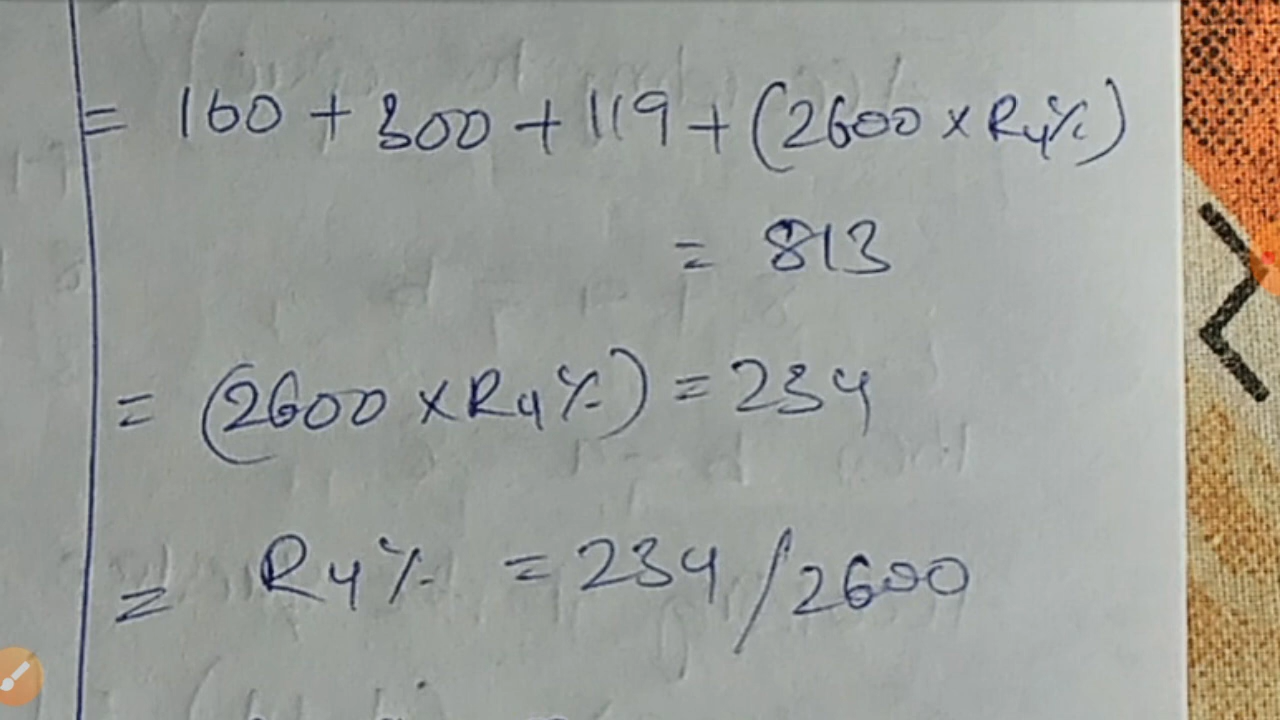 = 160 + 300 + 119 + (2600 × R₄%)
= 813
= (2600 × R₄%) = 234
= R₄% = 234/2600